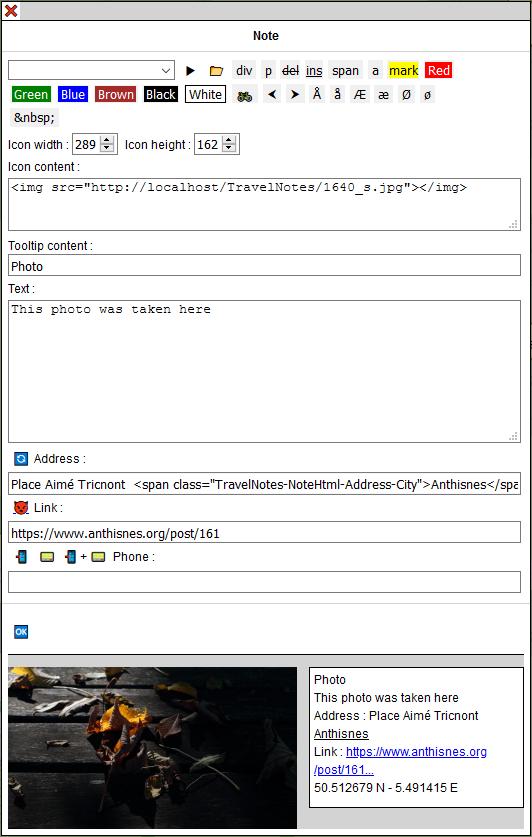 Note
div p del ins span a mark Red
Green Blue Brown Black White Å å Æ æ Ø ø
&nbsp;
Icon width : 289 Icon height : 162
Icon content :
<img src="http://localhost/TravelNotes/1640_s.jpg"></img>
Tooltip content :
Photo
Text :
This photo was taken here
Address :
Place Aimé Tricnont <span class="TravelNotes-NoteHtml-Address-City">Anthisnes</spa
Link :
https://www.anthisnes.org/post/161
+ Phone :
OK
Photo
This photo was taken here
Address : Place Aimé Tricnont
Anthisnes
Link : https://www.anthisnes.org
/post/161...
50.512679 N - 5.491415 E